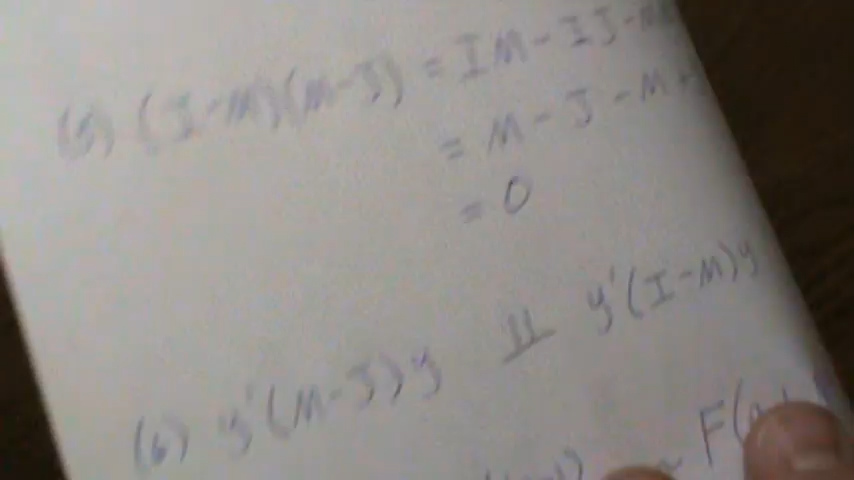 (5) (I-M)(M-J) = IM - IJ - M
= M - J - M +
= 0
(6) y'(M-J)y ⫫ y'(I-M)y
~ F(